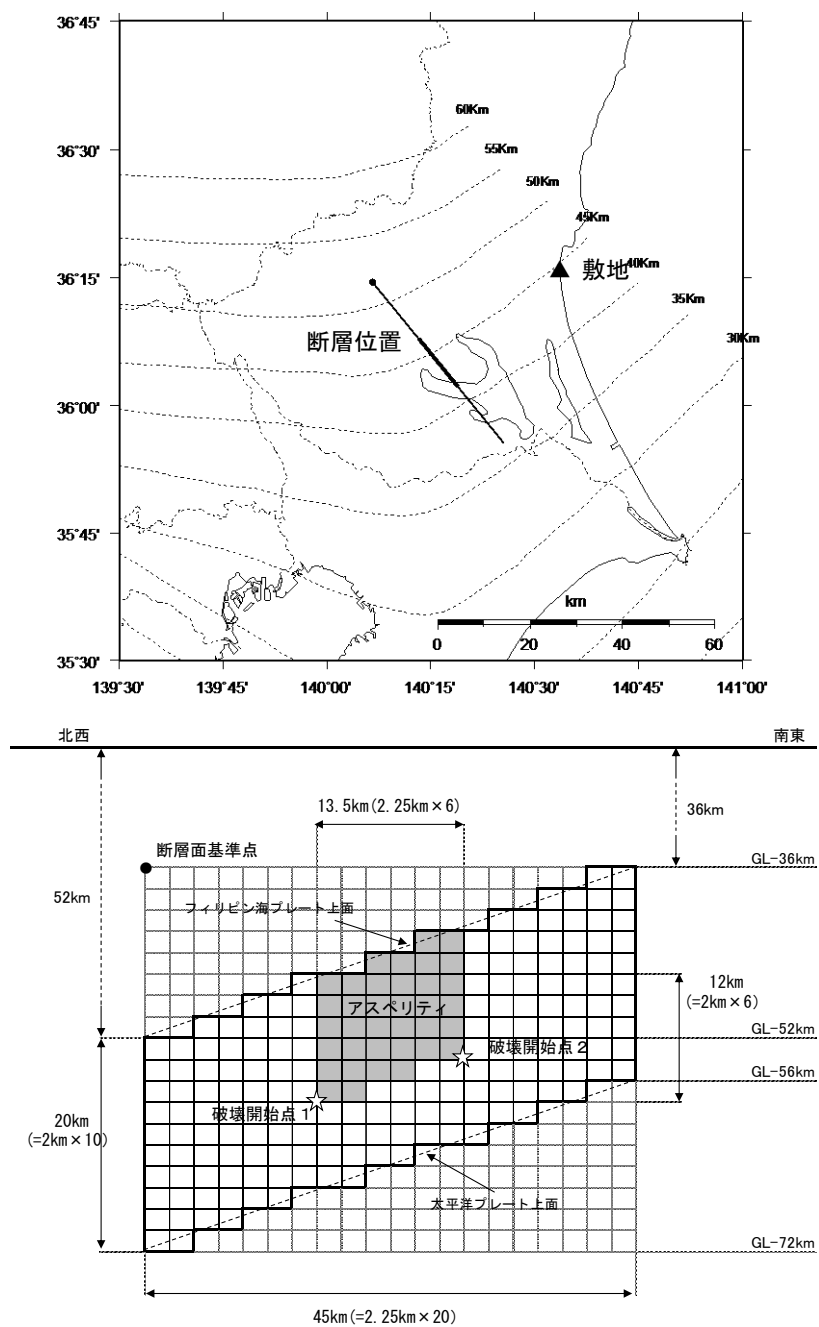 36°45'
36°30'
36°15'
36°00'
35°45'
35°30'
139°30'
139°45'
140°00'
140°15'
140°30'
140°45'
141°00'
60Km
55Km
50Km
45Km
40Km
35Km
30Km
敷地
断層位置
km
0
20
40
60
北西
南東
13.5km(2.25km×6)
36km
断層面基準点
GL-36km
52km
フィリピン海プレート上面
12km
(=2km×6)
アスペリティ
GL-52km
破壊開始点2
GL-56km
破壊開始点1
20km
(=2km×10)
太平洋プレート上面
GL-72km
45km(=2.25km×20)